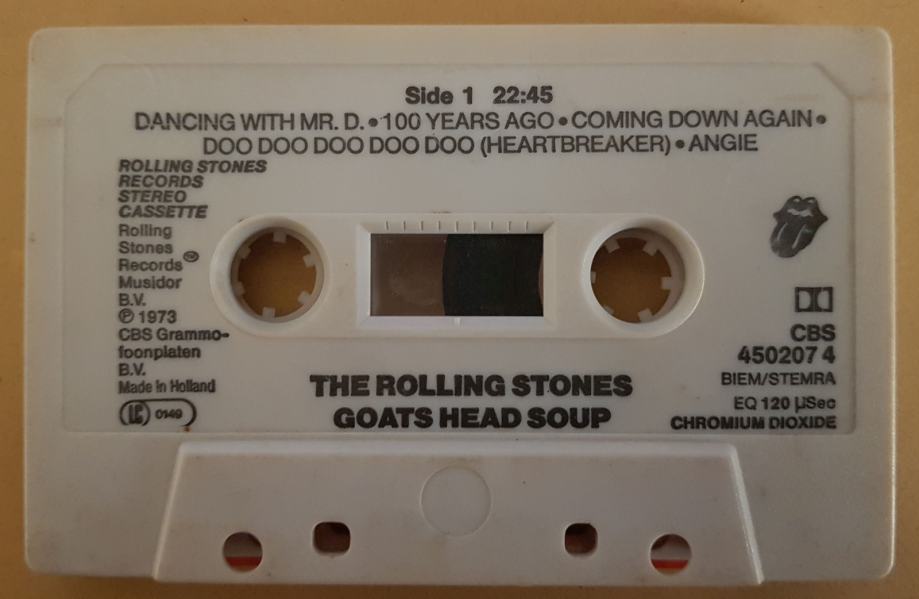 Side 1 22:45
DANCING WITH MR. D. • 100 YEARS AGO • COMING DOWN AGAIN •
DOO DOO DOO DOO DOO (HEARTBREAKER) • ANGIE
ROLLING STONES
RECORDS
STEREO
CASSETTE
Rolling
Stones
Records
Musidor
B.V.
℗ 1973
CBS Grammo-
foonplaten
B.V.
Made in Holland
LC 0149
CBS
450207 4
BIEM/STEMRA
EQ 120 µSec
CHROMIUM DIOXIDE
THE ROLLING STONES
GOATS HEAD SOUP